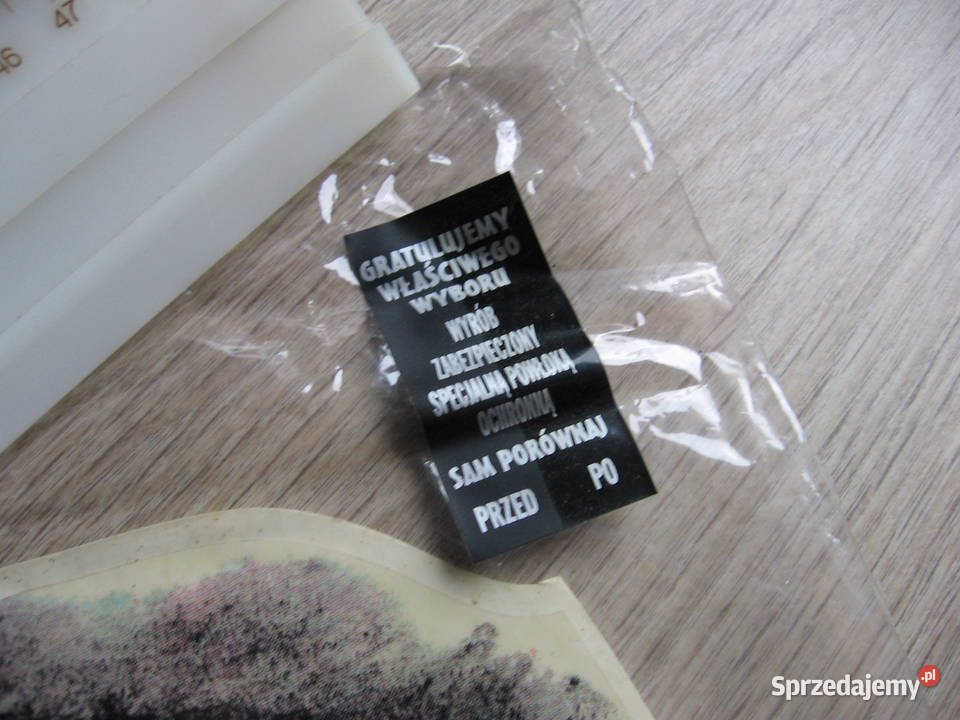 47
46
GRATULUJEMY
WŁAŚCIWEGO
WYBORU
WYRÓB
ZABEZPIECZONY
SPECJALNĄ POWŁOKĄ
OCHRONNĄ
SAM PORÓWNAJ
PRZED PO
Sprzedajemy.pl